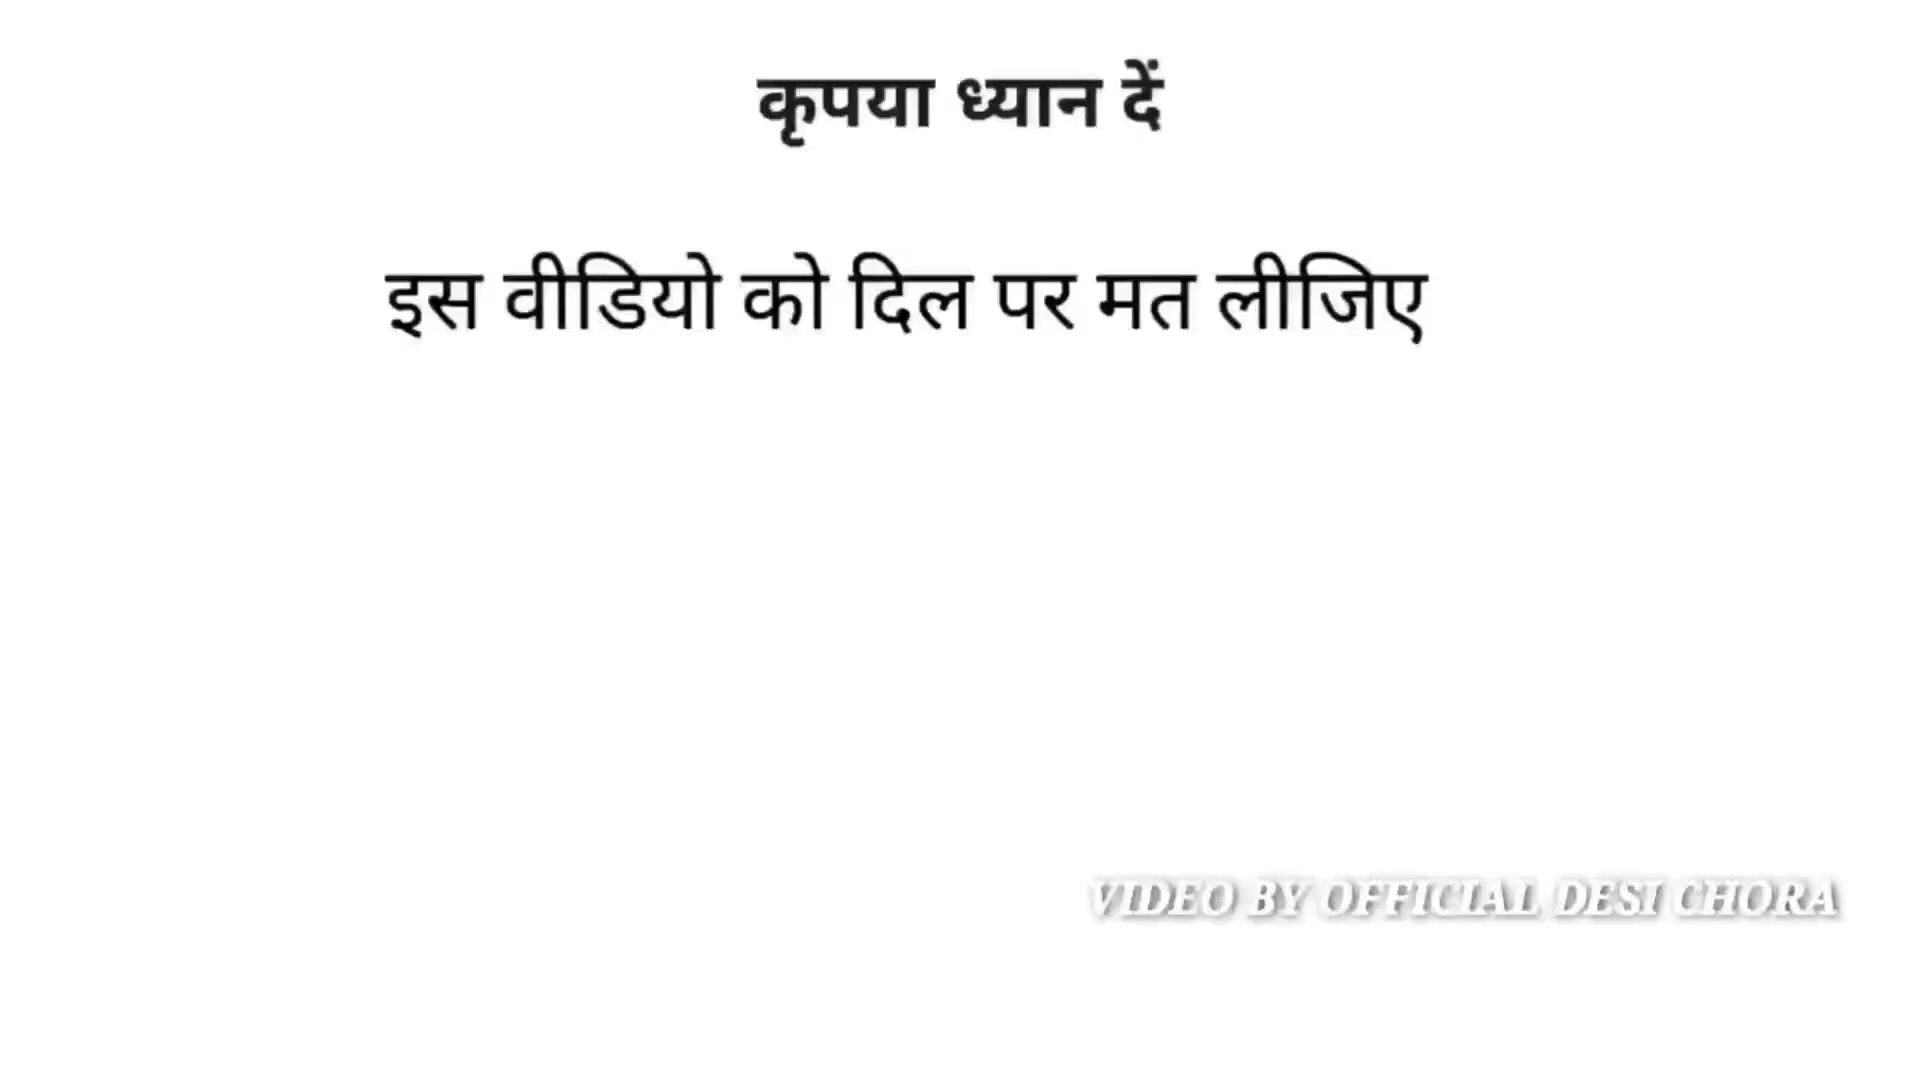 कृपया ध्यान दें
इस वीडियो को दिल पर मत लीजिए
VIDEO BY OFFICIAL DESI CHORA